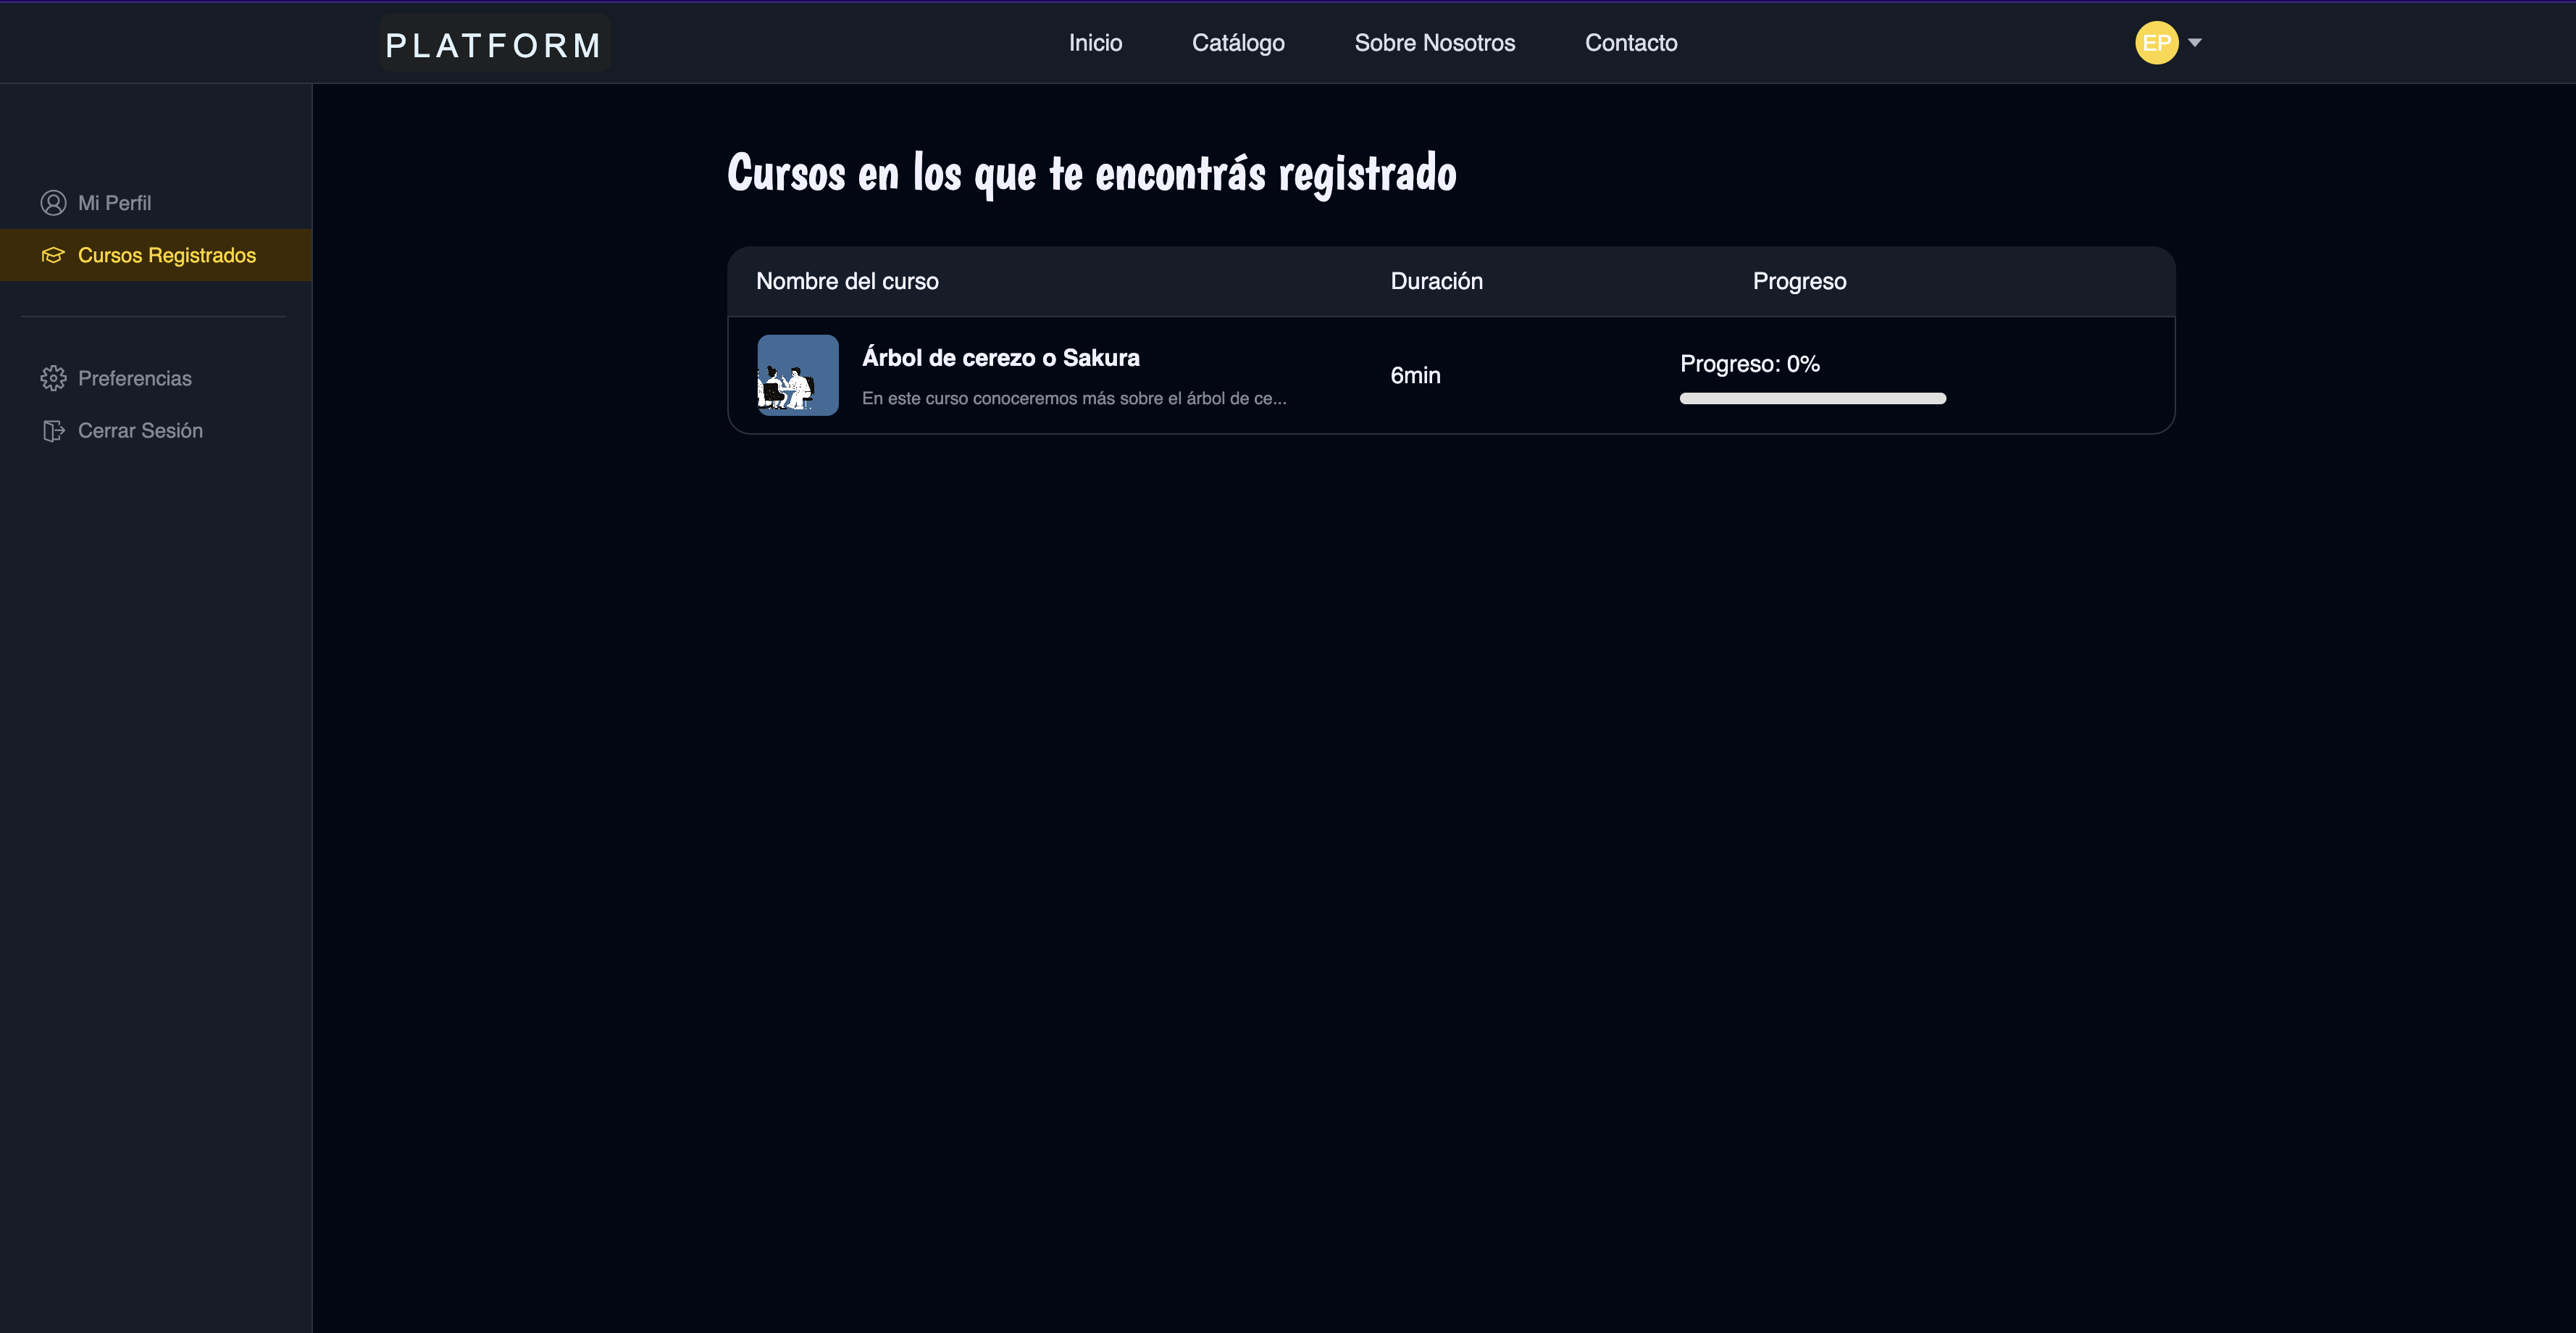 PLATFORM
Inicio
Catálogo
Sobre Nosotros
Contacto
EP
Mi Perfil
Cursos Registrados
Preferencias
Cerrar Sesión
Cursos en los que te encontrás registrado
Nombre del curso
Duración
Progreso
Árbol de cerezo o Sakura
En este curso conoceremos más sobre el árbol de ce...
6min
Progreso: 0%